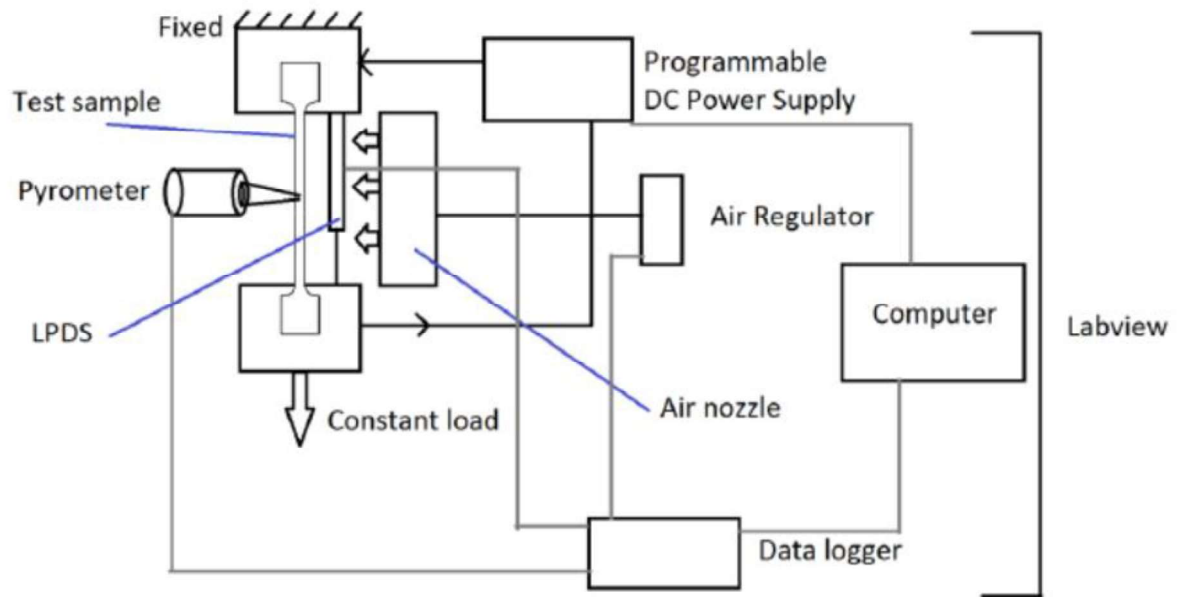 Fixed
Programmable
DC Power Supply
Test sample
Pyrometer
Air Regulator
LPDS
Computer
Labview
Air nozzle
Constant load
Data logger